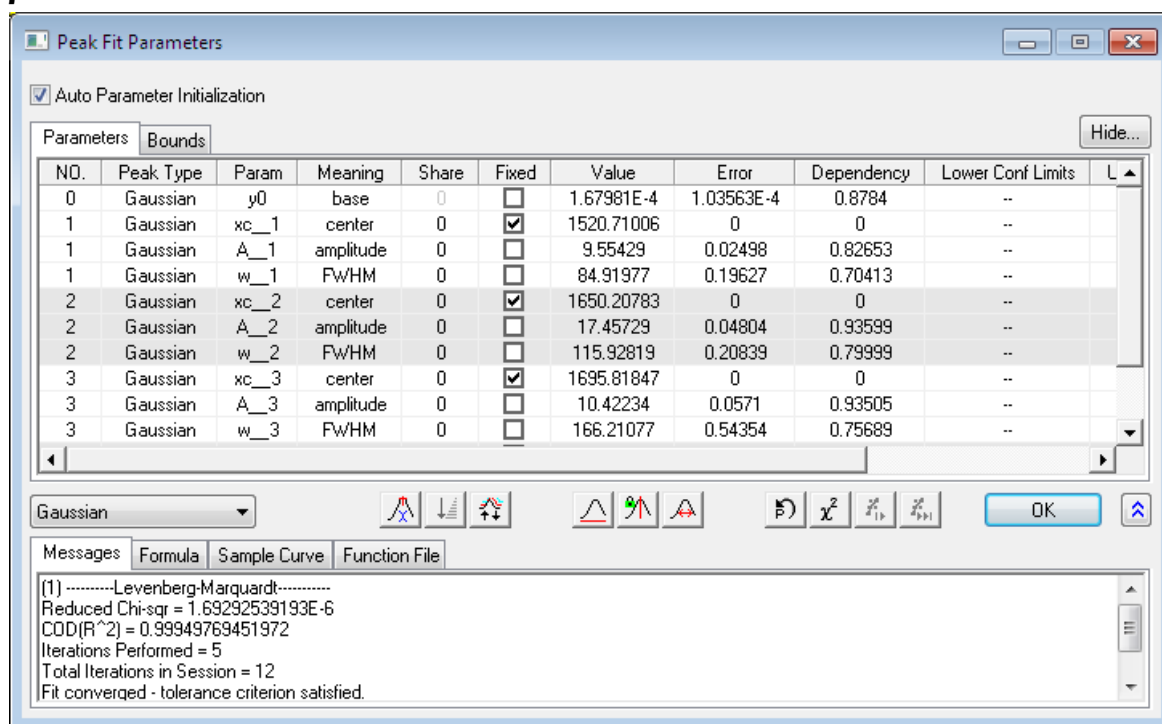 Peak Fit Parameters
Auto Parameter Initialization
Parameters Bounds Hide...
NO. Peak Type Param Meaning Share Fixed Value Error Dependency Lower Conf Limits
0 Gaussian y0 base 0 1.67981E-4 1.03563E-4 0.8784 --
1 Gaussian xc__1 center 0 1520.71006 0 0 --
1 Gaussian A__1 amplitude 0 9.55429 0.02498 0.82653 --
1 Gaussian w__1 FWHM 0 84.91977 0.19627 0.70413 --
2 Gaussian xc__2 center 0 1650.20783 0 0 --
2 Gaussian A__2 amplitude 0 17.45729 0.04804 0.93599 --
2 Gaussian w__2 FWHM 0 115.92819 0.20839 0.79999 --
3 Gaussian xc__3 center 0 1695.81847 0 0 --
3 Gaussian A__3 amplitude 0 10.42234 0.0571 0.93505 --
3 Gaussian w__3 FWHM 0 166.21077 0.54354 0.75689 --
Gaussian OK
Messages Formula Sample Curve Function File
(1) ----------Levenberg-Marquardt----------
Reduced Chi-sqr = 1.69292539193E-6
COD(R^2) = 0.99949769451972
Iterations Performed = 5
Total Iterations in Session = 12
Fit converged - tolerance criterion satisfied.